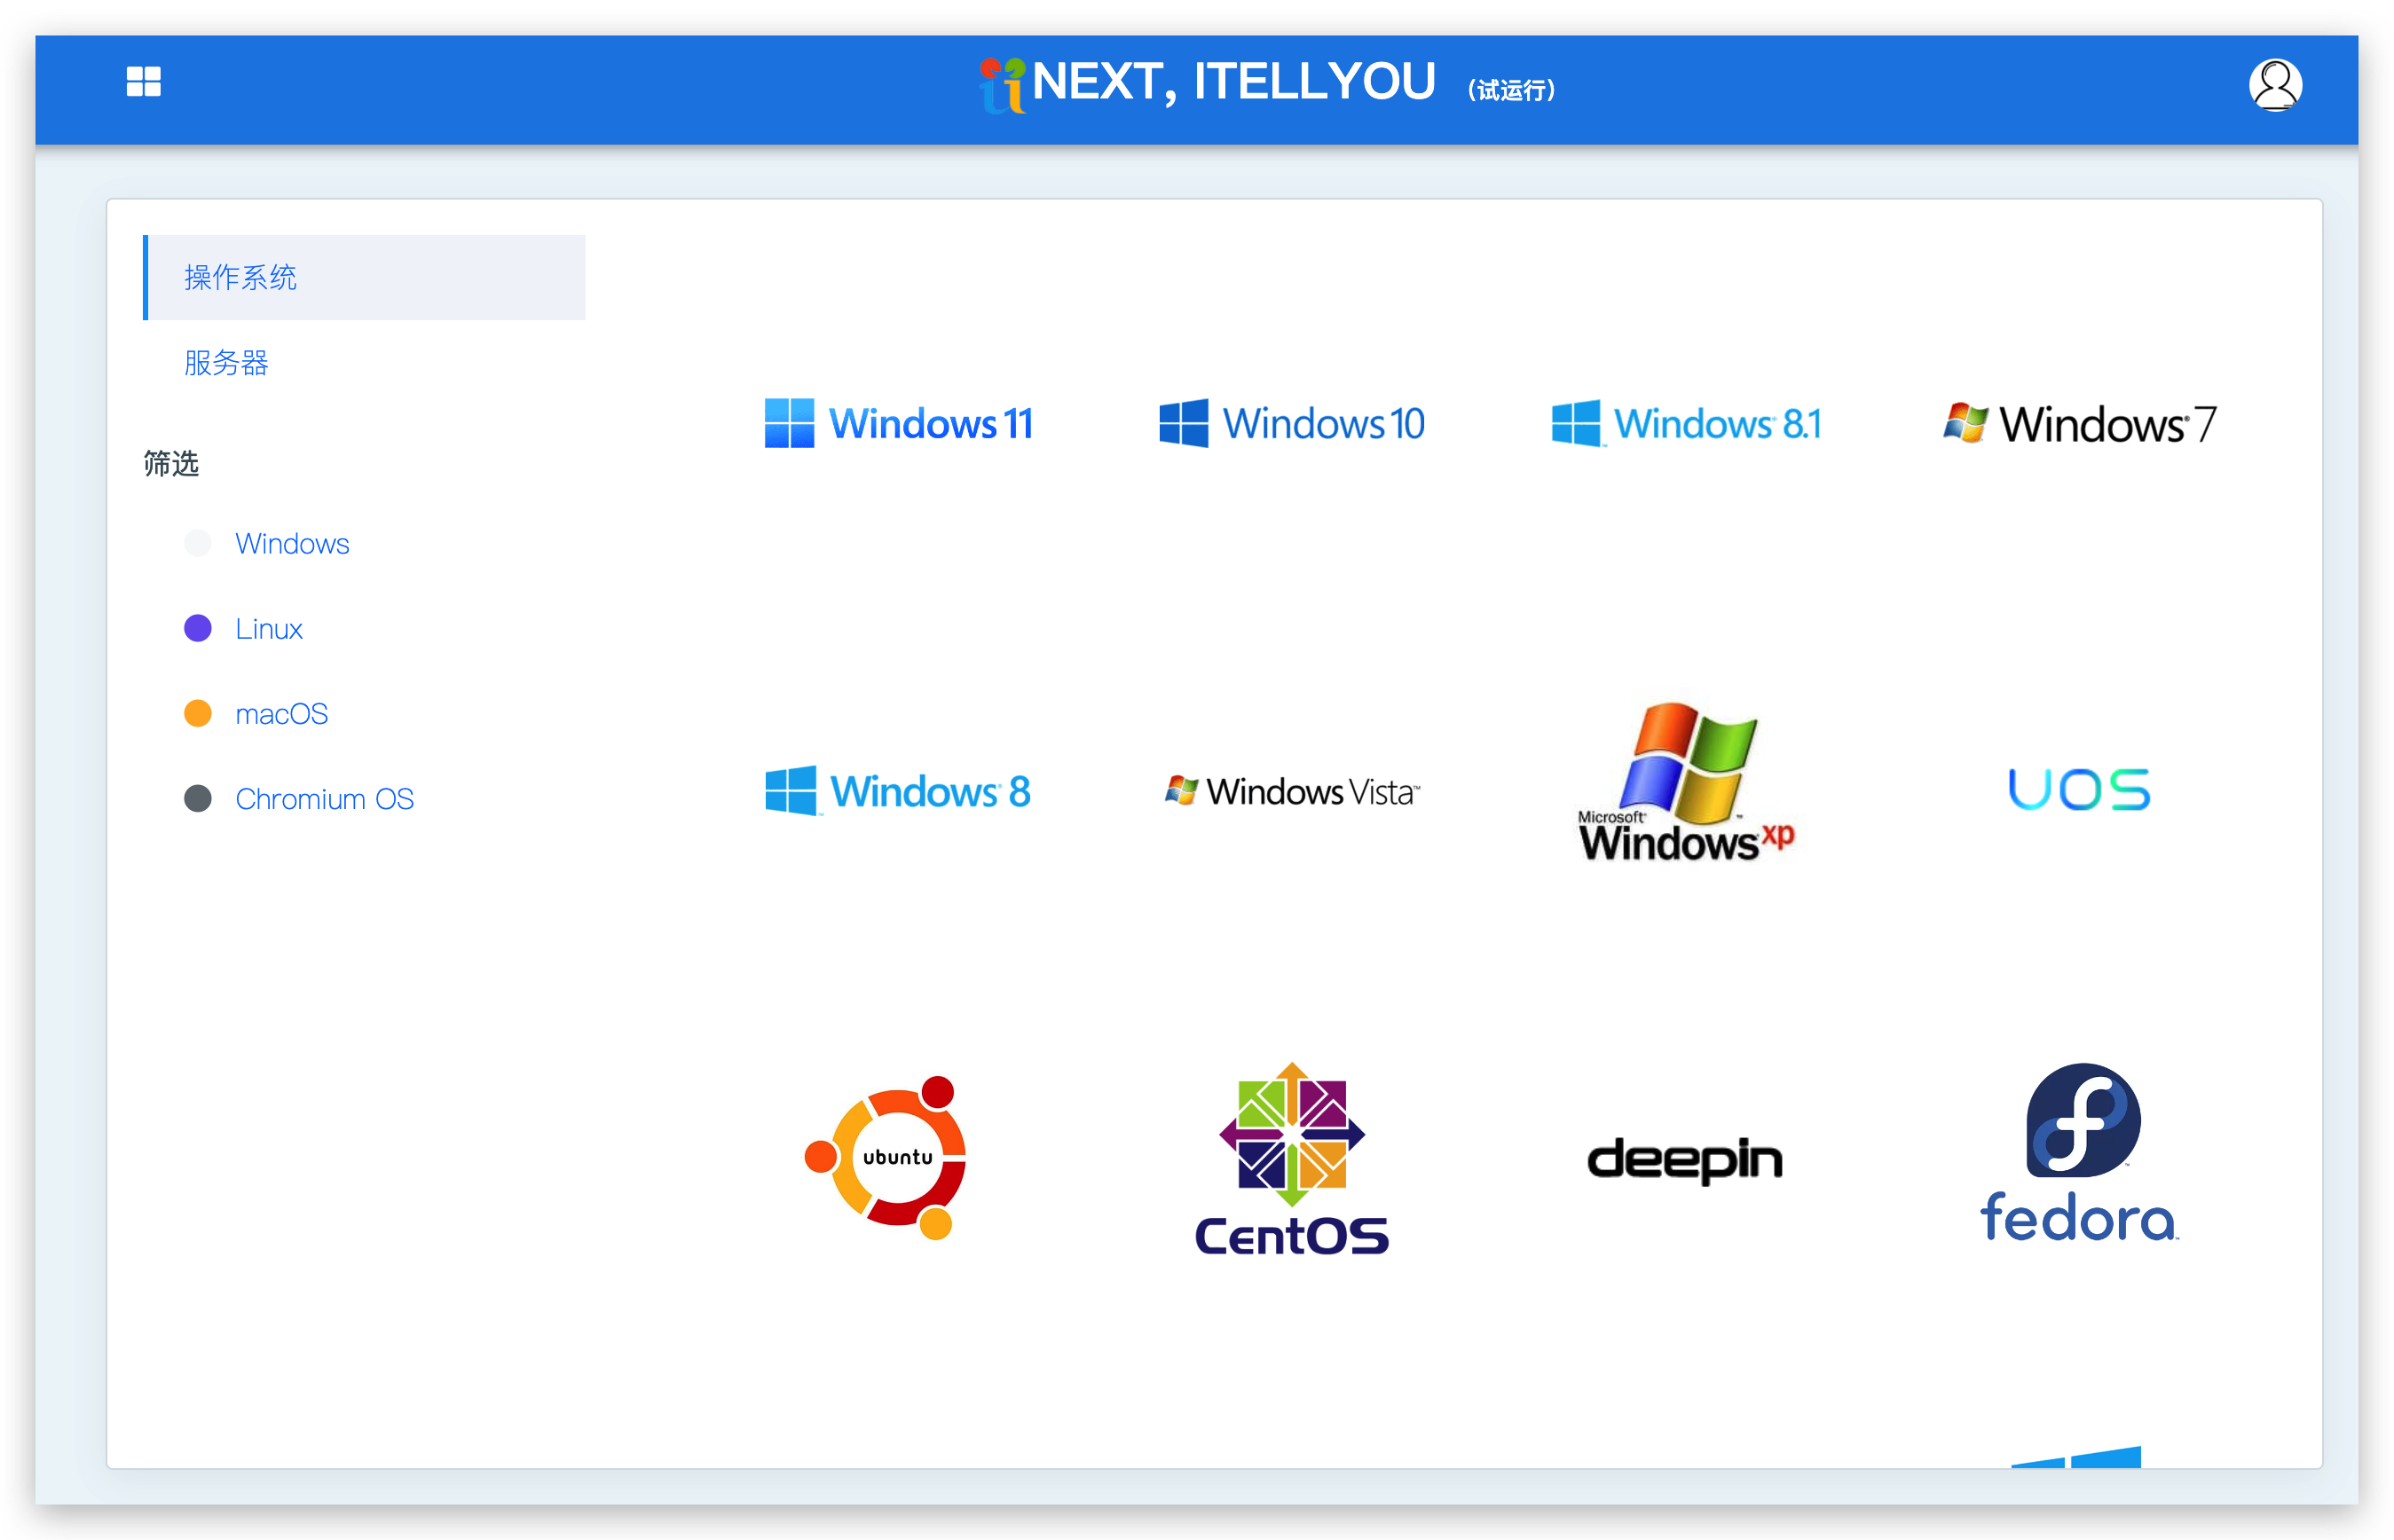 NEXT, ITELLYOU （试运行）
操作系统
服务器
筛选
Windows
Linux
macOS
Chromium OS
Windows 11
Windows 10
Windows® 8.1
Windows® 7
Windows® 8
Windows Vista™
Microsoft®
Windows xp
UOS
ubuntu
CentOS
deepin
fedora™